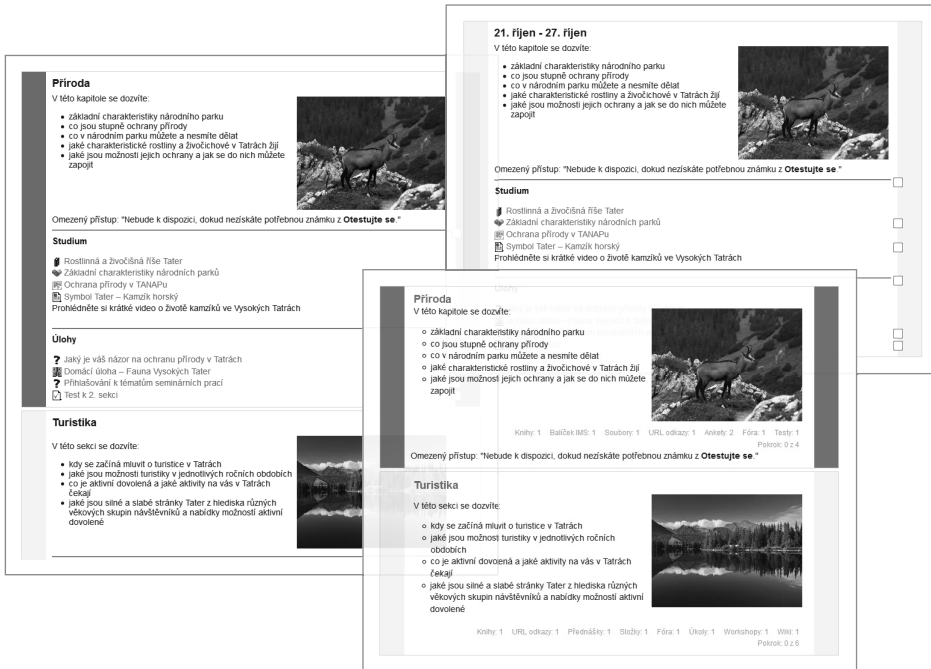 Příroda
V této kapitole se dozvíte:
základní charakteristiky národního parku
co jsou stupně ochrany přírody
co v národním parku můžete a nesmíte dělat
jaké charakteristické rostliny a živočichové v Tatrách žijí
jaké jsou možnosti jejich ochrany a jak se do nich můžete
zapojit
Omezený přístup: "Nebude k dispozici, dokud nezískáte potřebnou známku z Otestujte se."
Studium
Rostlinná a živočišná říše Tater
Základní charakteristiky národních parků
Ochrana přírody v TANAPu
Symbol Tater – Kamzík horský
Prohlédněte si krátké video o životě kamzíků ve Vysokých Tatrách
Úlohy
Jaký je váš názor na ochranu přírody v Tatrách
Domácí úloha – Fauna Vysokých Tater
Přihlašování k tématům seminárních prací
Test k 2. sekci
Turistika
V této sekci se dozvíte:
kdy se začíná mluvit o turistice v Tatrách
jaké jsou možnosti turistiky v jednotlivých ročních obdobích
co je aktivní dovolená a jaké aktivity na vás v Tatrách
čekají
jaké jsou silné a slabé stránky Tater z hlediska různých
věkových skupin návštěvníků a nabídky možností aktivní
dovolené
21. říjen - 27. říjen
V této kapitole se dozvíte:
základní charakteristiky národního parku
co jsou stupně ochrany přírody
co v národním parku můžete a nesmíte dělat
jaké charakteristické rostliny a živočichové v Tatrách žijí
jaké jsou možnosti jejich ochrany a jak se do nich můžete
zapojit
Omezený přístup: "Nebude k dispozici, dokud nezískáte potřebnou známku z Otestujte se."
Studium
Rostlinná a živočišná říše Tater
Základní charakteristiky národních parků
Ochrana přírody v TANAPu
Symbol Tater – Kamzík horský
Prohlédněte si krátké video o životě kamzíků ve Vysokých Tatrách
Úlohy
Příroda
V této kapitole se dozvíte:
základní charakteristiky národního parku
co jsou stupně ochrany přírody
co v národním parku můžete a nesmíte dělat
jaké charakteristické rostliny a živočichové v Tatrách žijí
jaké jsou možnosti jejich ochrany a jak se do nich můžete
zapojit
Knihy: 1 Balíček IMS: 1 Soubory: 1 URL odkazy: 1 Ankety: 2 Fóra: 1 Testy: 1
Pokrok: 0 z 4
Omezený přístup: "Nebude k dispozici, dokud nezískáte potřebnou známku z Otestujte se."
Turistika
V této sekci se dozvíte:
kdy se začíná mluvit o turistice v Tatrách
jaké jsou možnosti turistiky v jednotlivých ročních
obdobích
co je aktivní dovolená a jaké aktivity na vás v Tatrách
čekají
jaké jsou silné a slabé stránky Tater z hlediska různých
věkových skupin návštěvníků a nabídky možností aktivní
dovolené
Knihy: 1 URL odkazy: 1 Přednášky: 1 Složky: 1 Fóra: 1 Úkoly: 1 Workshopy: 1 Wiki: 1
Pokrok: 0 z 6